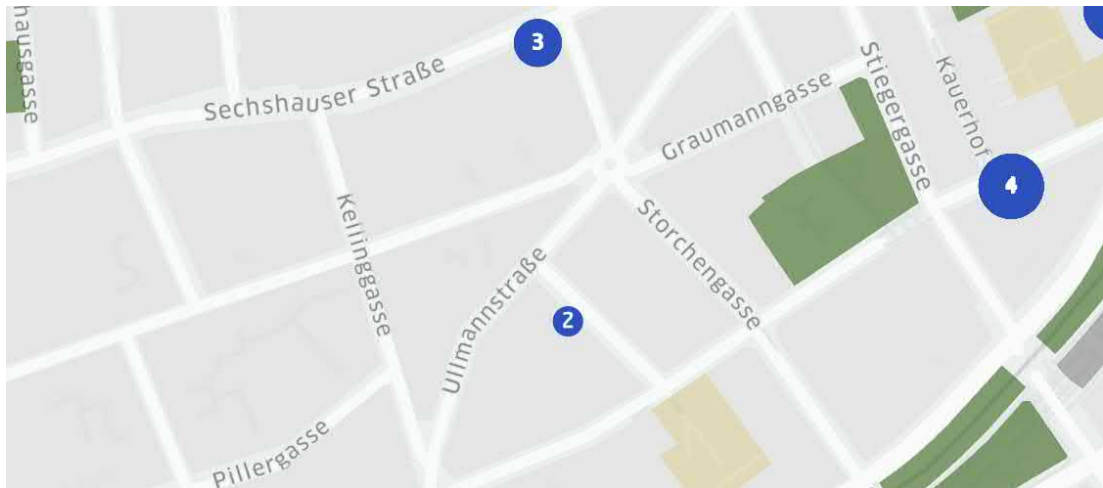 hausgasse
3
Sechshauser Straße
Graumanngasse
Stiegergasse
Kauerhof
4
Kellinggasse
Storchengasse
Ullmannstraße
2
Pillergasse